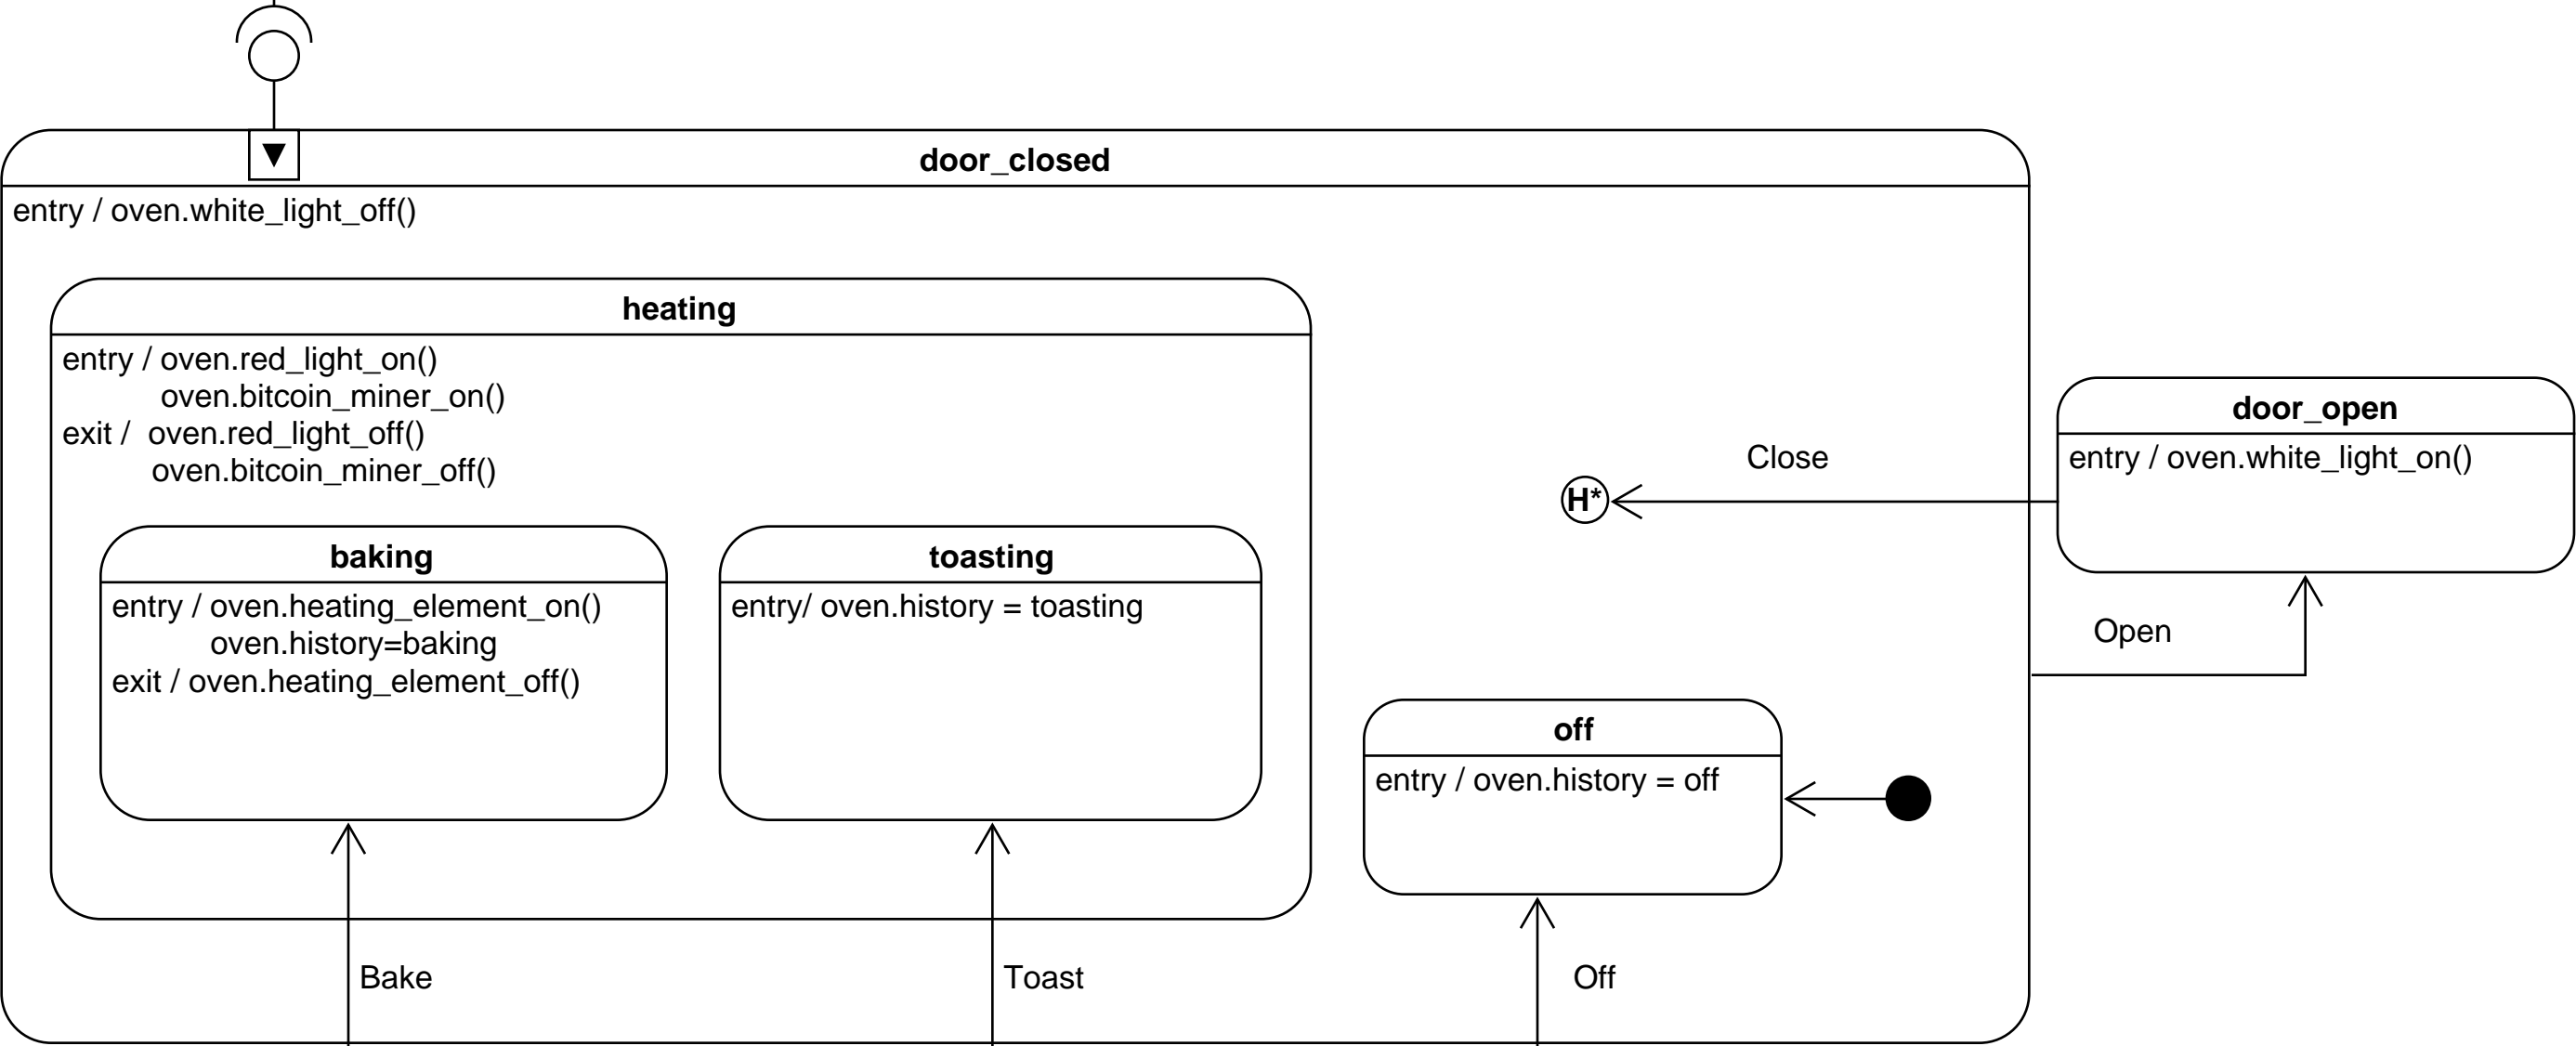 door_closed
entry / oven.white_light_off()
heating
entry / oven.red_light_on()
oven.bitcoin_miner_on()
exit /  oven.red_light_off()
oven.bitcoin_miner_off()
door_open
entry / oven.white_light_on()
Close
H*
baking
entry / oven.heating_element_on()
oven.history=baking
exit / oven.heating_element_off()
toasting
entry/ oven.history = toasting
Open
off
entry / oven.history = off
Bake
Toast
Off